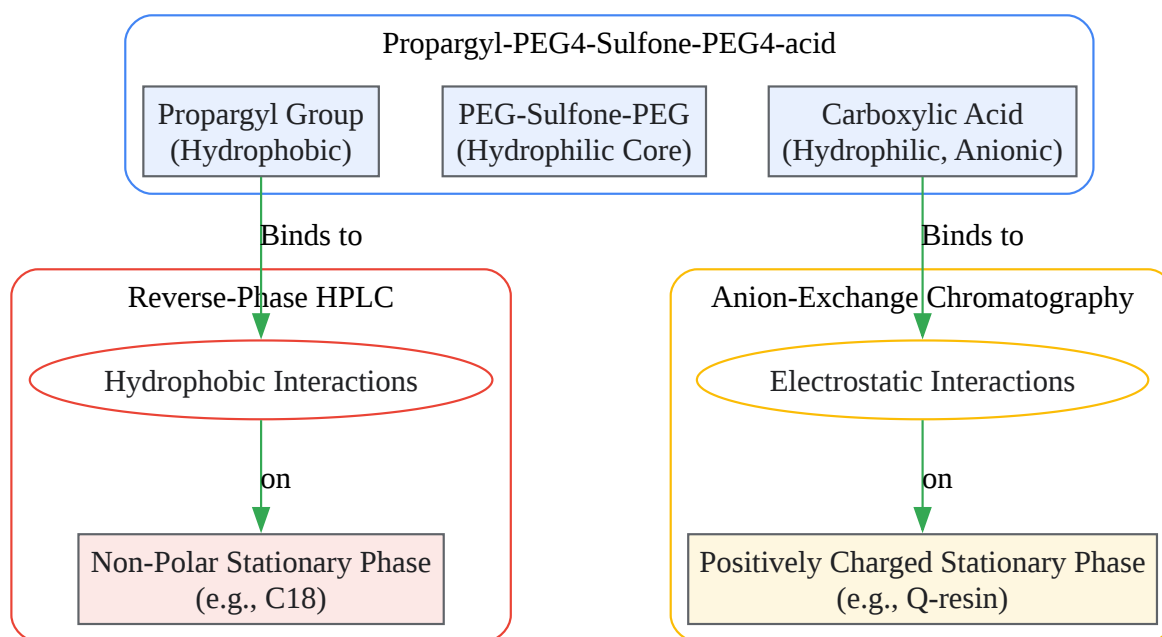 Propargyl-PEG4-Sulfone-PEG4-acid
Propargyl Group
(Hydrophobic)
PEG-Sulfone-PEG
(Hydrophilic Core)
Carboxylic Acid
(Hydrophilic, Anionic)
Binds to
Binds to
Reverse-Phase HPLC
Anion-Exchange Chromatography
Hydrophobic Interactions
Electrostatic Interactions
on
on
Non-Polar Stationary Phase
(e.g., C18)
Positively Charged Stationary Phase
(e.g., Q-resin)